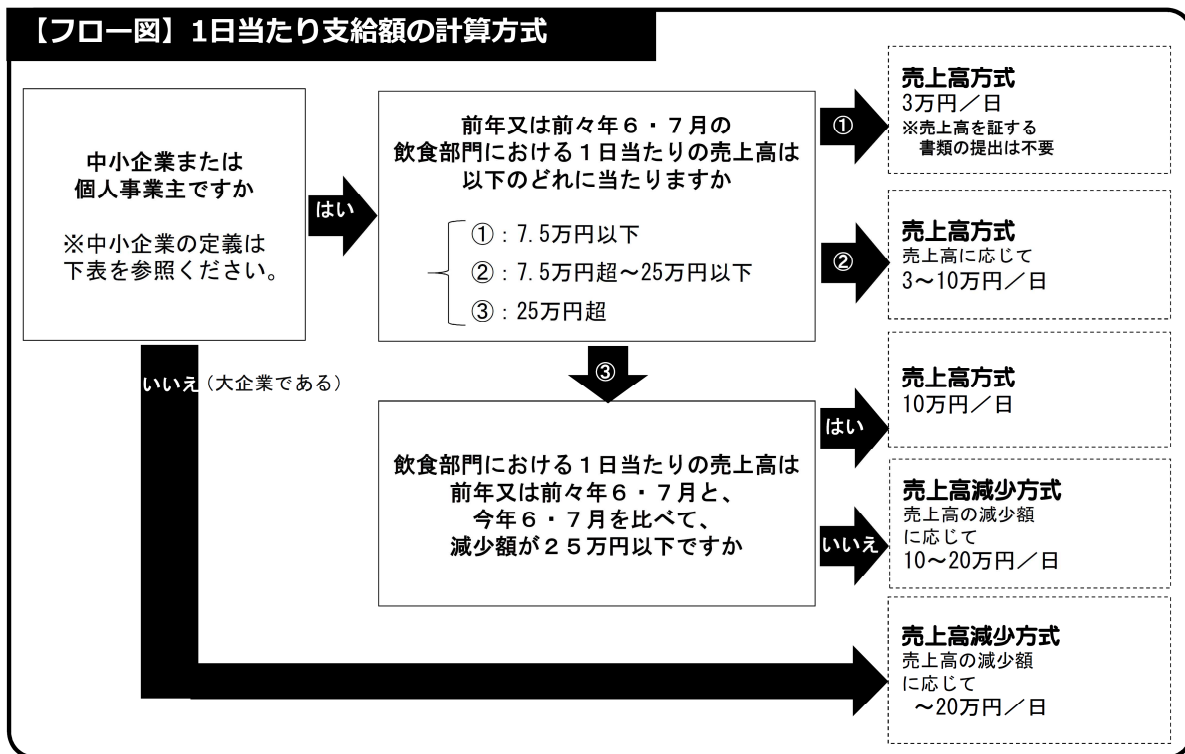 【フロー図】1日当たり支給額の計算方式
中小企業または
個人事業主ですか
※中小企業の定義は
下表を参照ください。
はい
前年又は前々年６・７月の
飲食部門における１日当たりの売上高は
以下のどれに当たりますか
①：7.5万円以下
②：7.5万円超～25万円以下
③：25万円超
①
売上高方式
3万円／日
※売上高を証する
書類の提出は不要
②
売上高方式
売上高に応じて
3～10万円／日
③
いいえ（大企業である）
飲食部門における１日当たりの売上高は
前年又は前々年６・７月と、
今年６・７月を比べて、
減少額が２５万円以下ですか
はい
売上高方式
10万円／日
いいえ
売上高減少方式
売上高の減少額
に応じて
10～20万円／日
売上高減少方式
売上高の減少額
に応じて
～20万円／日